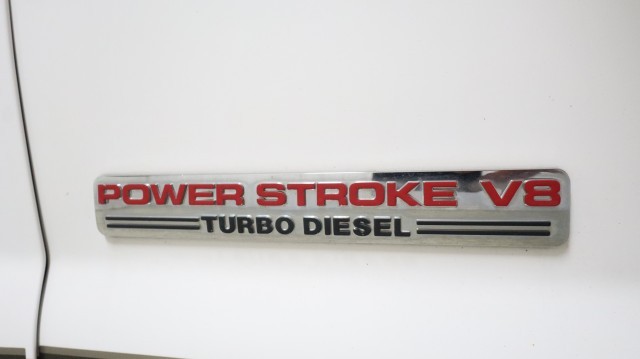 POWER STROKE V8
TURBO DIESEL